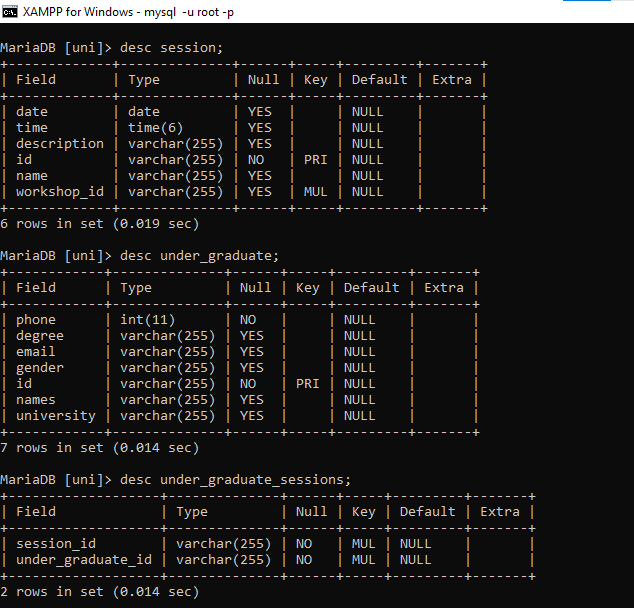 XAMPP for Windows - mysql  -u root -p
MariaDB [uni]> desc session;
+-------------+--------------+------+-----+---------+-------+
| Field       | Type         | Null | Key | Default | Extra |
+-------------+--------------+------+-----+---------+-------+
| date        | date         | YES  |     | NULL    |       |
| time        | time(6)      | YES  |     | NULL    |       |
| description | varchar(255) | YES  |     | NULL    |       |
| id          | varchar(255) | NO   | PRI | NULL    |       |
| name        | varchar(255) | YES  |     | NULL    |       |
| workshop_id | varchar(255) | YES  | MUL | NULL    |       |
+-------------+--------------+------+-----+---------+-------+
6 rows in set (0.019 sec)
MariaDB [uni]> desc under_graduate;
+------------+--------------+------+-----+---------+-------+
| Field      | Type         | Null | Key | Default | Extra |
+------------+--------------+------+-----+---------+-------+
| phone      | int(11)      | NO   |     | NULL    |       |
| degree     | varchar(255) | YES  |     | NULL    |       |
| email      | varchar(255) | YES  |     | NULL    |       |
| gender     | varchar(255) | YES  |     | NULL    |       |
| id         | varchar(255) | NO   | PRI | NULL    |       |
| names      | varchar(255) | YES  |     | NULL    |       |
| university | varchar(255) | YES  |     | NULL    |       |
+------------+--------------+------+-----+---------+-------+
7 rows in set (0.014 sec)
MariaDB [uni]> desc under_graduate_sessions;
+-------------------+--------------+------+-----+---------+-------+
| Field             | Type         | Null | Key | Default | Extra |
+-------------------+--------------+------+-----+---------+-------+
| session_id        | varchar(255) | NO   | MUL | NULL    |       |
| under_graduate_id | varchar(255) | NO   | MUL | NULL    |       |
+-------------------+--------------+------+-----+---------+-------+
2 rows in set (0.014 sec)